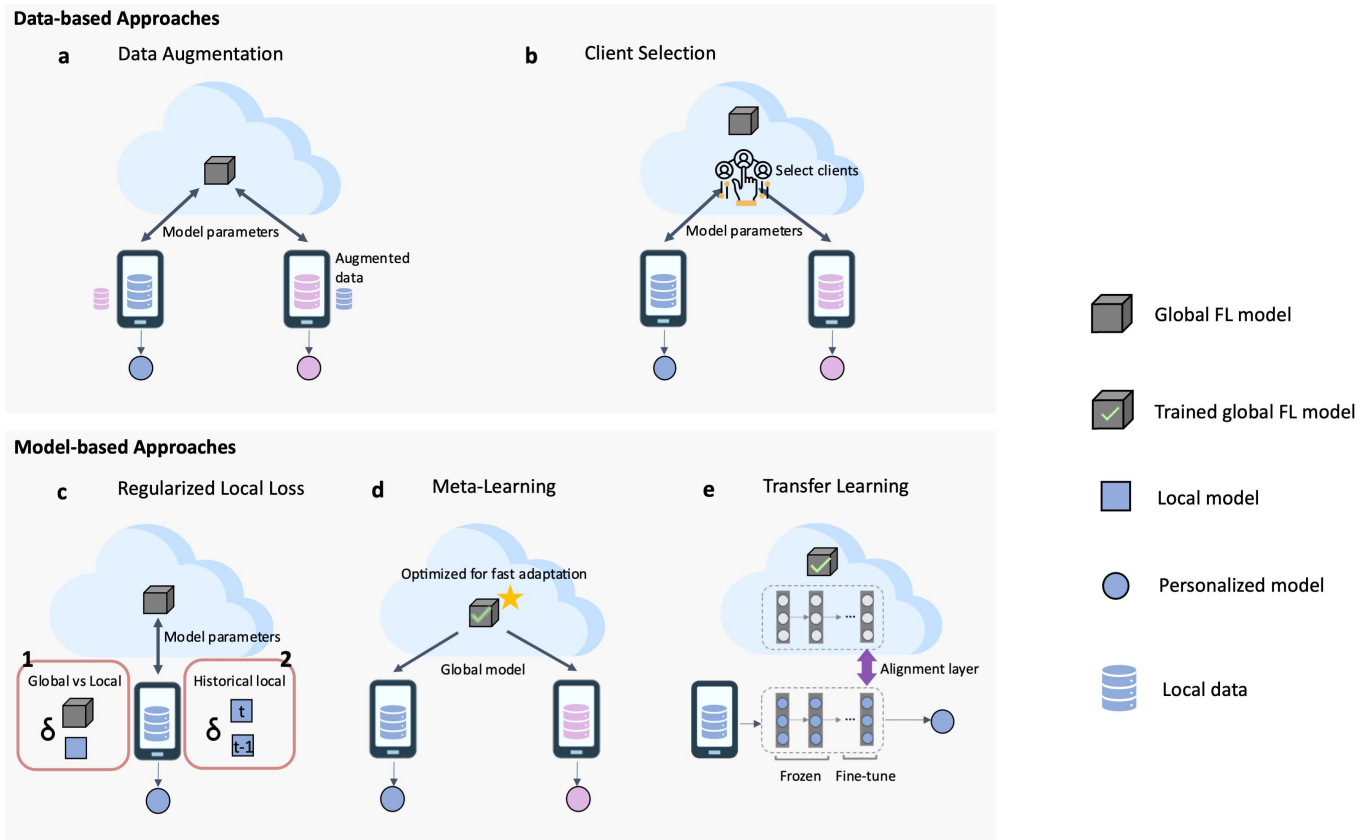 Data-based Approaches
a Data Augmentation
Model parameters
Augmented
data
b Client Selection
Select clients
Model parameters
Model-based Approaches
c Regularized Local Loss
Model parameters
1
Global vs Local
δ
2
Historical local
δ
t
t-1
d Meta-Learning
Optimized for fast adaptation
Global model
e Transfer Learning
...
Alignment layer
...
Frozen Fine-tune
Global FL model
Trained global FL model
Local model
Personalized model
Local data